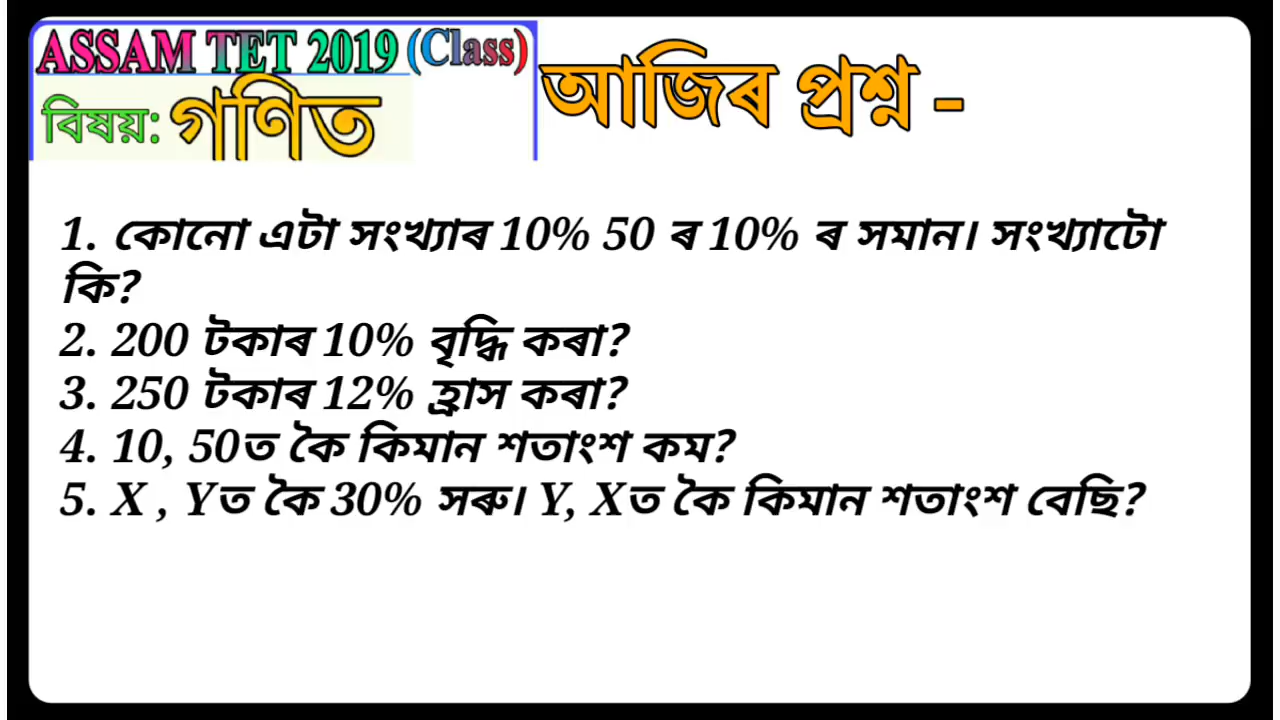 ASSAM TET 2019 (Class)
বিষয়: গণিত
আজিৰ প্ৰশ্ন -
1. কোনো এটা সংখ্যাৰ 10% 50 ৰ 10% ৰ সমান। সংখ্যাটো
কি?
2. 200 টকাৰ 10% বৃদ্ধি কৰা?
3. 250 টকাৰ 12% হ্ৰাস কৰা?
4. 10, 50ত কৈ কিমান শতাংশ কম?
5. X , Yত কৈ 30% সৰু। Y, Xত কৈ কিমান শতাংশ বেছি?